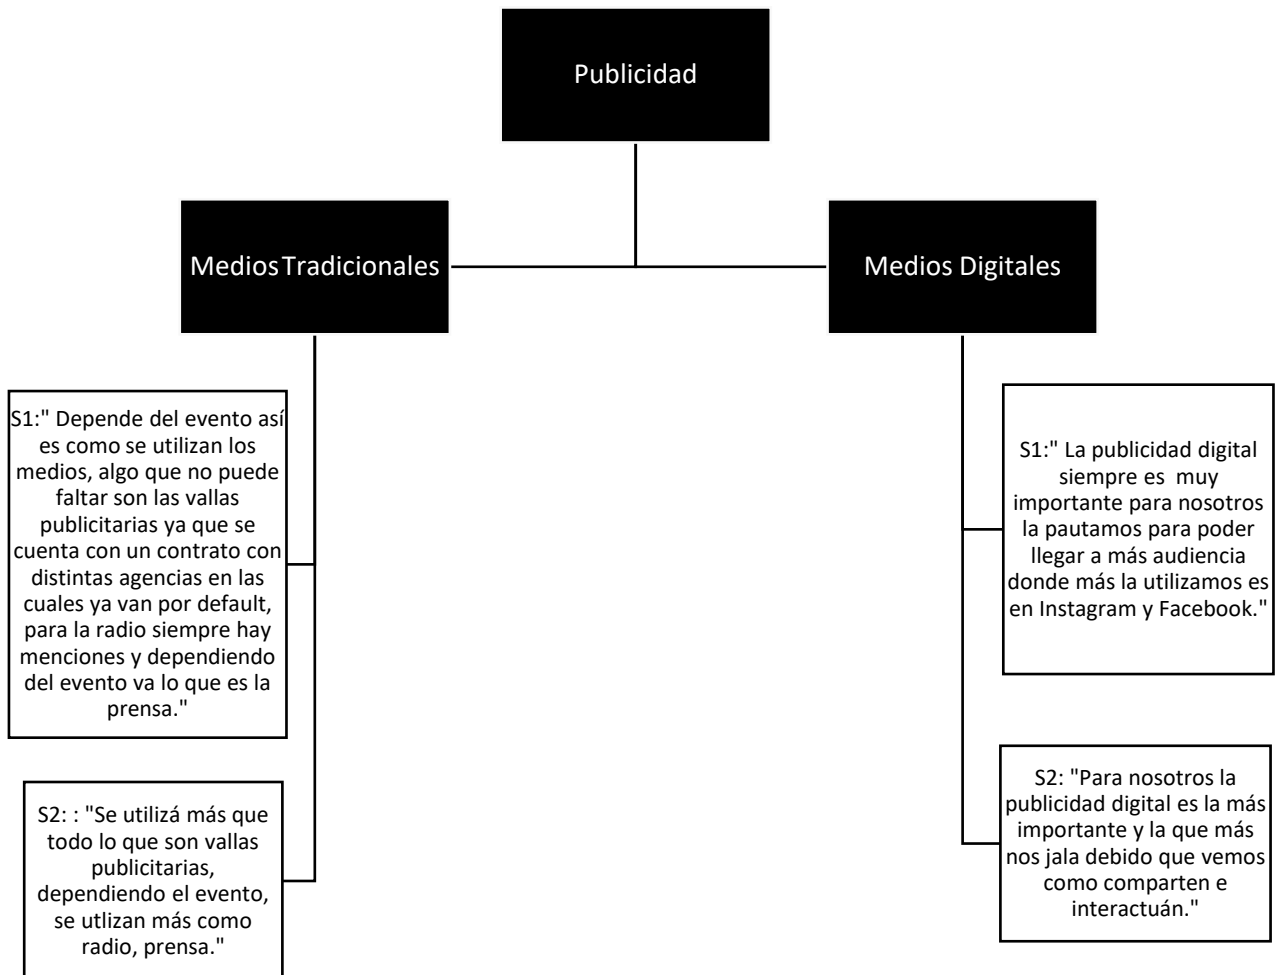 Publicidad
Medios Tradicionales
Medios Digitales
S1:" Depende del evento así
es como se utilizan los
medios, algo que no puede
faltar son las vallas
publicitarias ya que se
cuenta con un contrato con
distintas agencias en las
cuales ya van por default,
para la radio siempre hay
menciones y dependiendo
del evento va lo que es la
prensa."
S2: : "Se utilizá más que
todo lo que son vallas
publicitarias,
dependiendo el evento,
se utlizan más como
radio, prensa."
S1:" La publicidad digital
siempre es  muy
importante para nosotros
la pautamos para poder
llegar a más audiencia
donde más la utilizamos es
en Instagram y Facebook."
S2: "Para nosotros la
publicidad digital es la más
importante y la que más
nos jala debido que vemos
como comparten e
interactuán."